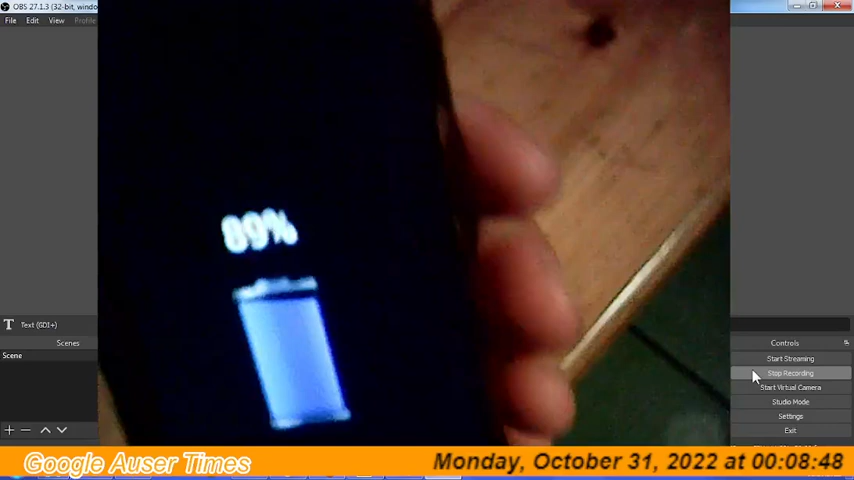 OBS 27.1.3 (32-bit, windo
File Edit View Profile
89%
Text (GDI+)
Scenes
Scene
Controls
Start Streaming
Stop Recording
Start Virtual Camera
Studio Mode
Settings
Exit
Google Auser Times
Monday, October 31, 2022 at 00:08:48